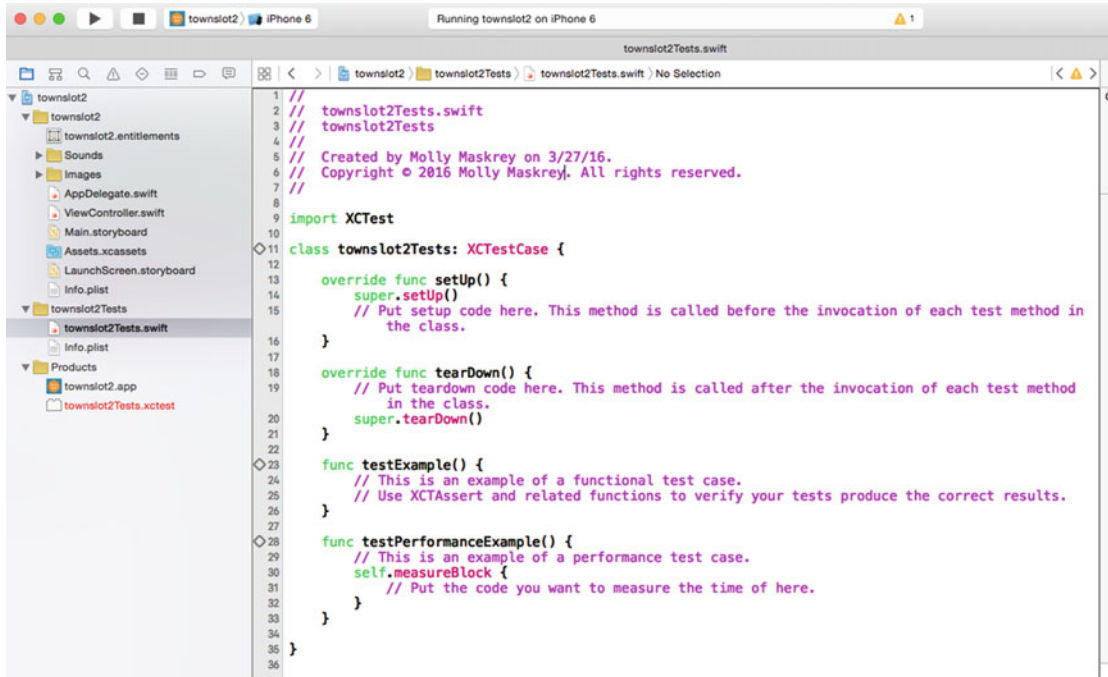 townslot2 iPhone 6
Running townslot2 on iPhone 6
1
townslot2Tests.swift
townslot2 townslot2Tests townslot2Tests.swift No Selection
townslot2
townslot2
townslot2.entitlements
Sounds
Images
AppDelegate.swift
ViewController.swift
Main.storyboard
Assets.xcassets
LaunchScreen.storyboard
Info.plist
townslot2Tests
townslot2Tests.swift
Info.plist
Products
townslot2.app
townslot2Tests.xctest
1 //
2 // townslot2Tests.swift
3 // townslot2Tests
4 //
5 // Created by Molly Maskrey on 3/27/16.
6 // Copyright © 2016 Molly Maskrey. All rights reserved.
7 //
8
9 import XCTest
10
11 class townslot2Tests: XCTestCase {
12
13 override func setUp() {
14 super.setUp()
15 // Put setup code here. This method is called before the invocation of each test method in
the class.
16 }
17
18 override func tearDown() {
19 // Put teardown code here. This method is called after the invocation of each test method
in the class.
20 super.tearDown()
21 }
22
23 func testExample() {
24 // This is an example of a functional test case.
25 // Use XCTAssert and related functions to verify your tests produce the correct results.
26 }
27
28 func testPerformanceExample() {
29 // This is an example of a performance test case.
30 self.measureBlock {
31 // Put the code you want to measure the time of here.
32 }
33 }
34
35 }
36